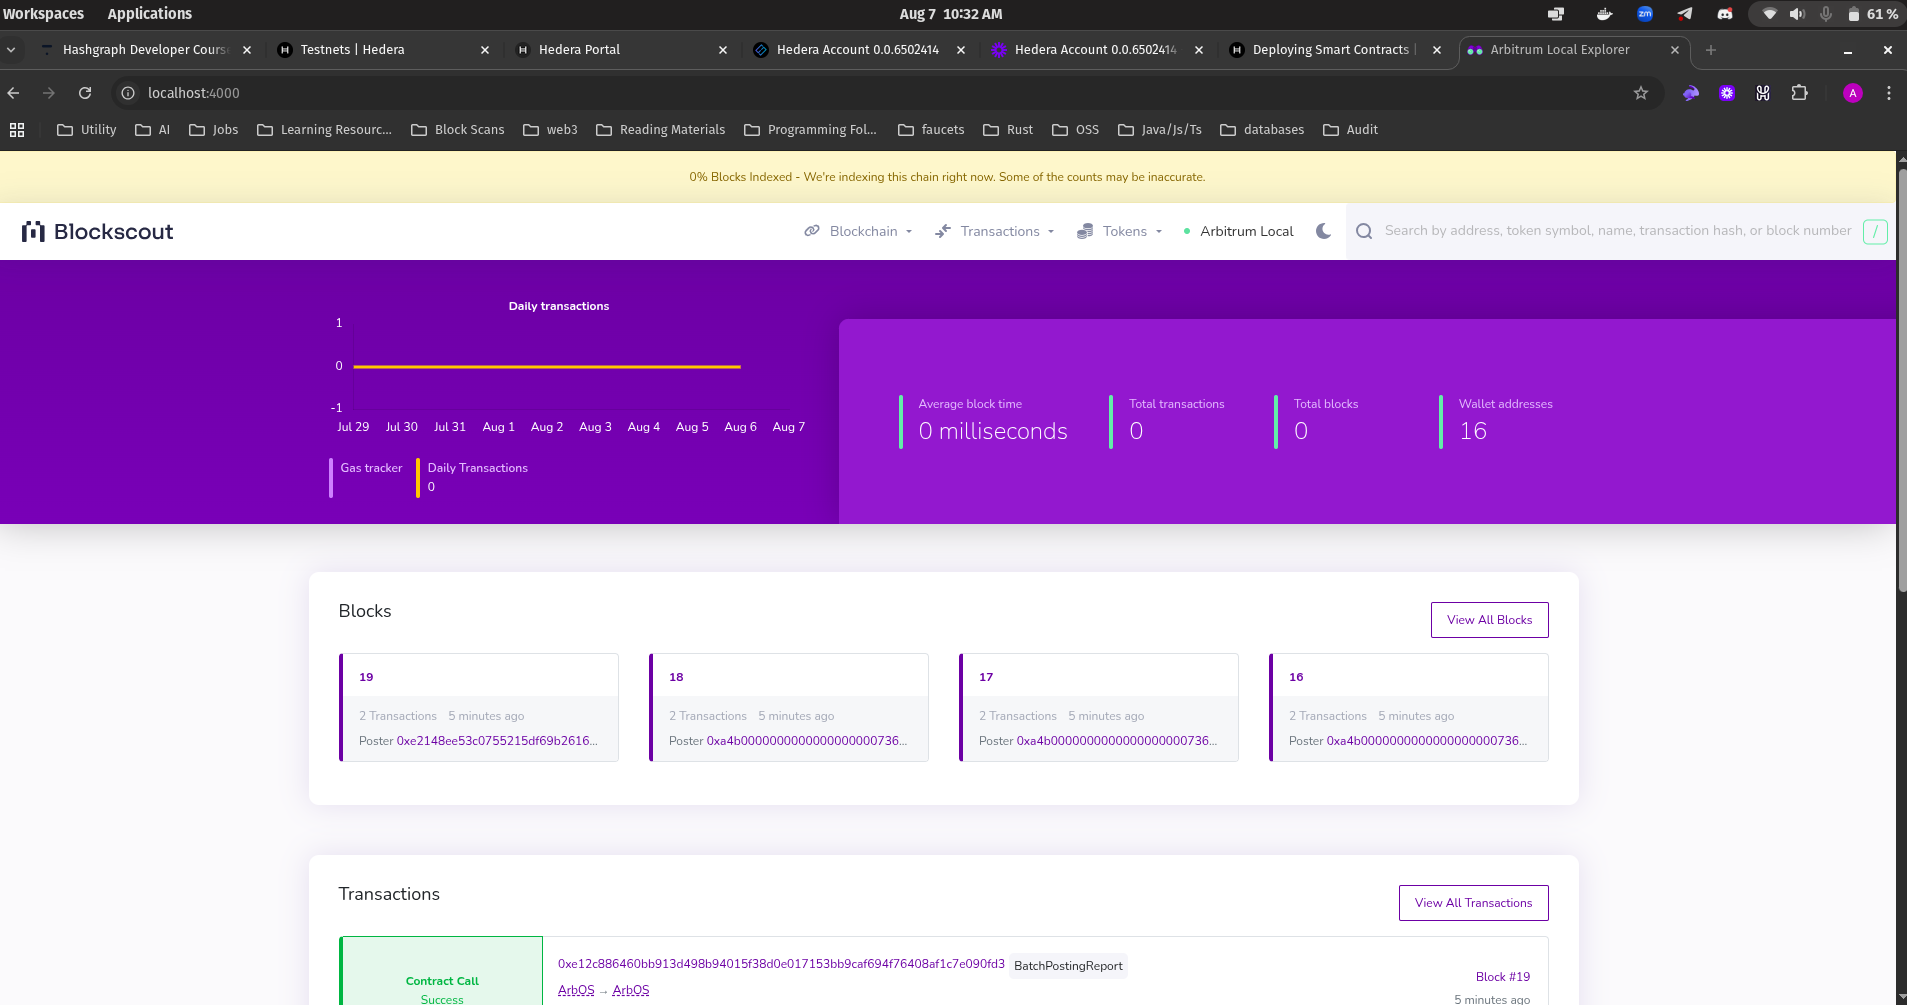 Workspaces Applications Aug 7 10:32 AM zm 61 %
Hashgraph Developer Course Testnets | Hedera Hedera Portal Hedera Account 0.0.6502414 Hedera Account 0.0.6502414 Deploying Smart Contracts | Arbitrum Local Explorer
localhost:4000 A
Utility AI Jobs Learning Resourc... Block Scans web3 Reading Materials Programming Fol... faucets Rust OSS Java/Js/Ts databases Audit
0% Blocks Indexed - We're indexing this chain right now. Some of the counts may be inaccurate.
Blockscout Blockchain Transactions Tokens Arbitrum Local Search by address, token symbol, name, transaction hash, or block number /
Daily transactions
1
0
-1
Jul 29 Jul 30 Jul 31 Aug 1 Aug 2 Aug 3 Aug 4 Aug 5 Aug 6 Aug 7
Gas tracker
Daily Transactions
0
Average block time
0 milliseconds
Total transactions
0
Total blocks
0
Wallet addresses
16
Blocks
View All Blocks
19
2 Transactions 5 minutes ago
Poster 0xe2148ee53c0755215df69b2616...
18
2 Transactions 5 minutes ago
Poster 0xa4b0000000000000000000736...
17
2 Transactions 5 minutes ago
Poster 0xa4b0000000000000000000736...
16
2 Transactions 5 minutes ago
Poster 0xa4b0000000000000000000736...
Transactions
View All Transactions
Contract Call
Success
0xe12c886460bb913d498b94015f38d0e017153bb9caf694f76408af1c7e090fd3 BatchPostingReport
ArbOS → ArbOS
Block #19
5 minutes ago